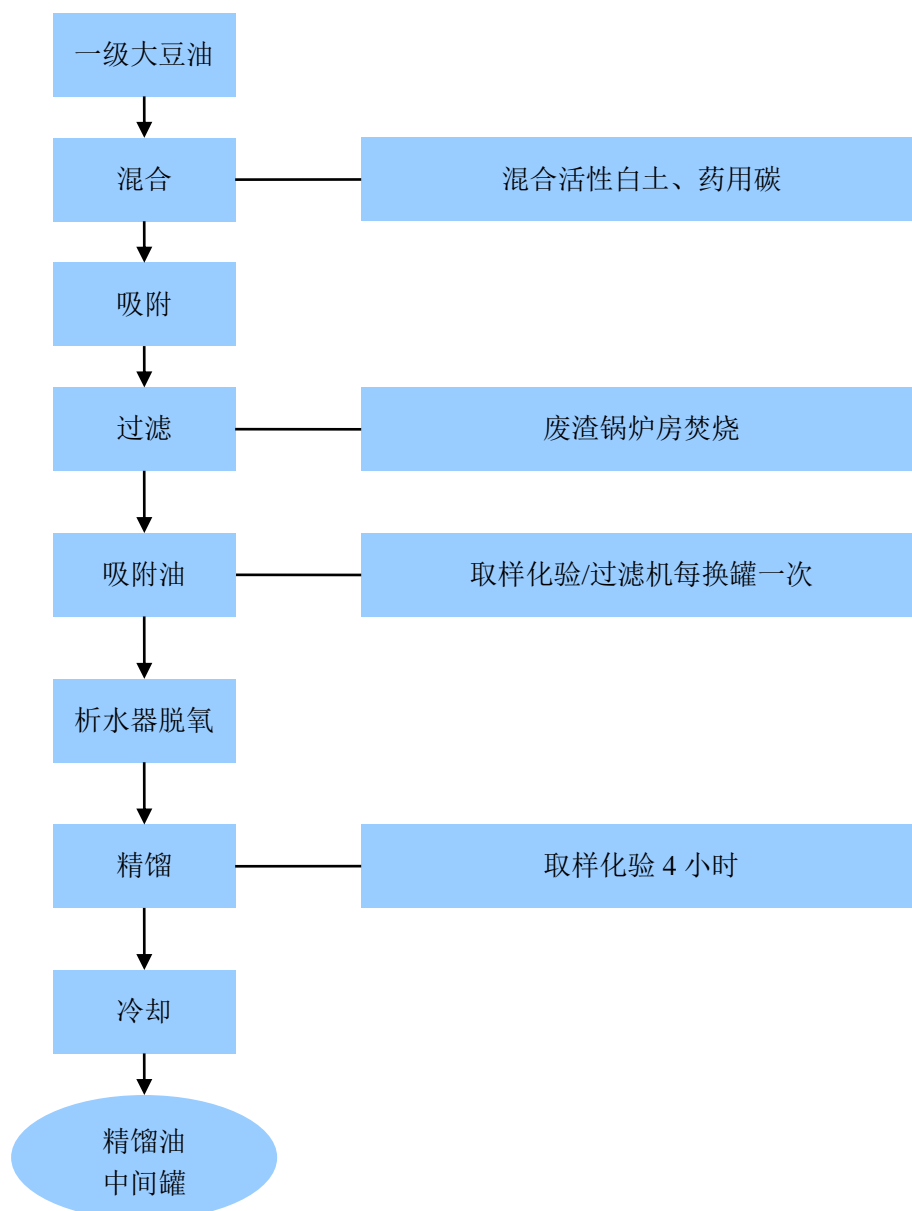 一级大豆油
混合
混合活性白土、药用碳
吸附
过滤
废渣锅炉房焚烧
吸附油
取样化验/过滤机每换罐一次
析水器脱氧
精馏
取样化验 4 小时
冷却
精馏油
中间罐